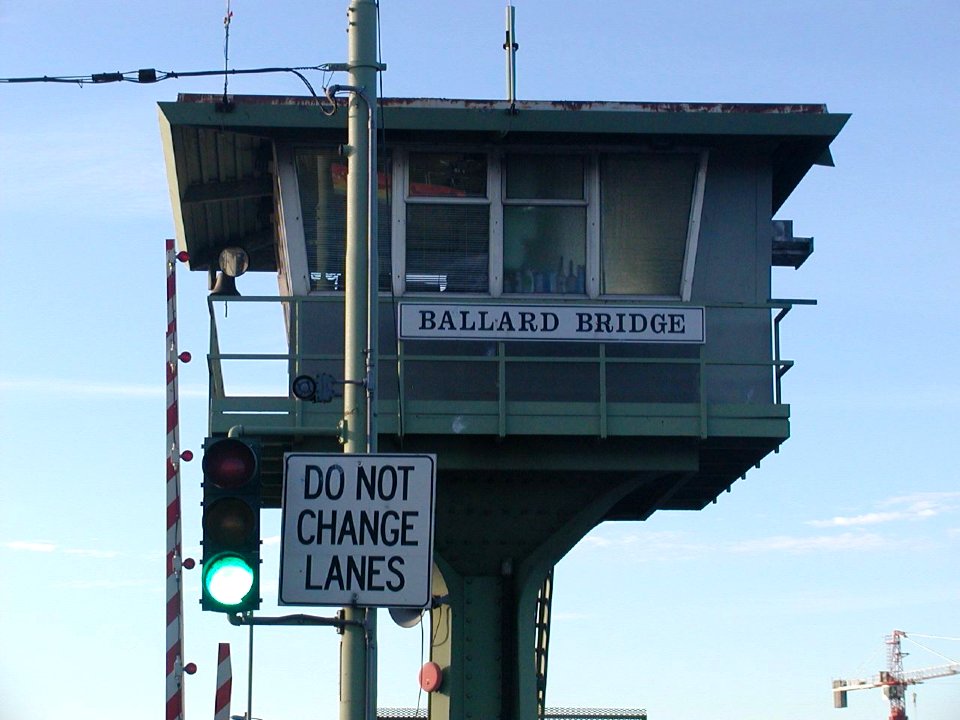 BALLARD BRIDGE
DO NOT
CHANGE
LANES